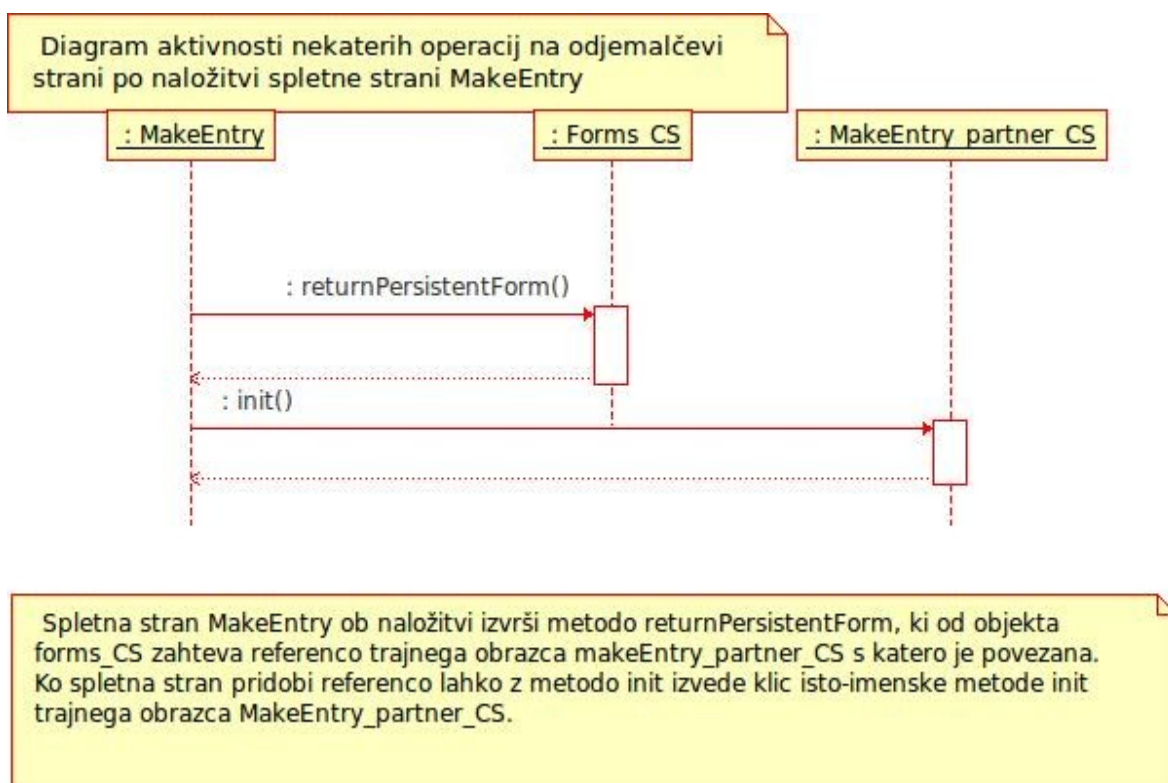 Diagram aktivnosti nekaterih operacij na odjemalčevi
strani po naložitvi spletne strani MakeEntry
: MakeEntry
: Forms_CS
: MakeEntry_partner_CS
: returnPersistentForm()
: init()
Spletna stran MakeEntry ob naložitvi izvrši metodo returnPersistentForm, ki od objekta
forms_CS zahteva referenco trajnega obrazca makeEntry_partner_CS s katero je povezana.
Ko spletna stran pridobi referenco lahko z metodo init izvede klic isto-imenske metode init
trajnega obrazca MakeEntry_partner_CS.